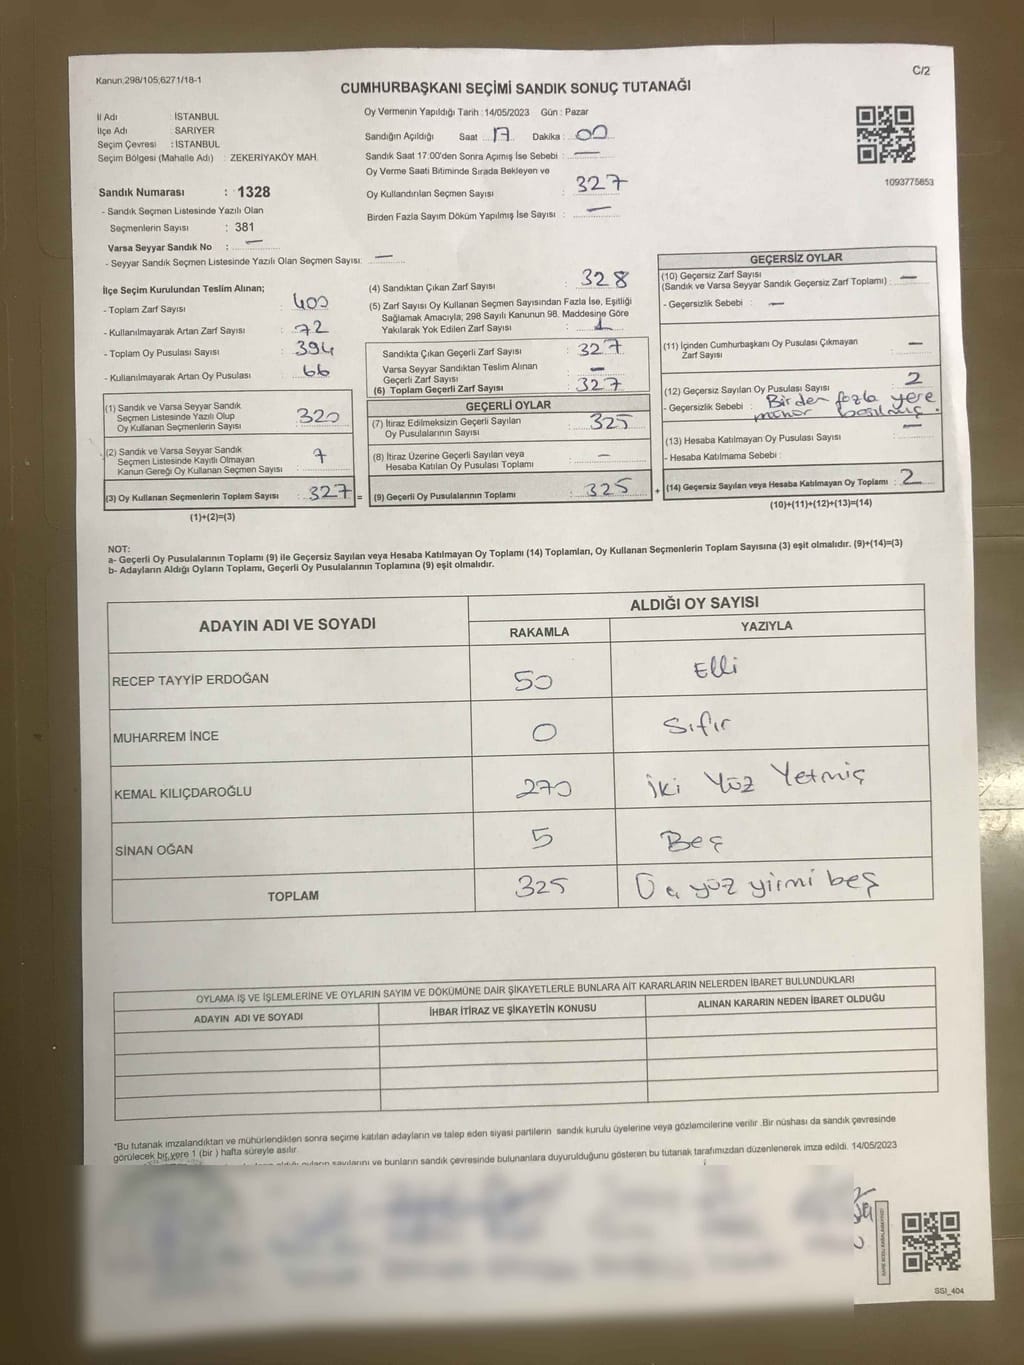 Kanun:298/105;6271/18-1
C/2
CUMHURBAŞKANI SEÇİMİ SANDIK SONUÇ TUTANAĞI
İl Adı : İSTANBUL
İlçe Adı : SARIYER
Seçim Çevresi : İSTANBUL
Seçim Bölgesi (Mahalle Adı) : ZEKERİYAKÖY MAH.
Sandık Numarası : 1328
- Sandık Seçmen Listesinde Yazılı Olan
Seçmenlerin Sayısı : 381
Varsa Seyyar Sandık No : —
- Seyyar Sandık Seçmen Listesinde Yazılı Olan Seçmen Sayısı: —
Oy Vermenin Yapıldığı Tarih : 14/05/2023 Gün : Pazar
Sandığın Açıldığı Saat : 17 Dakika : 00
Sandık Saat 17:00'den Sonra Açımış İse Sebebi : —
Oy Verme Saati Bitiminde Sırada Bekleyen ve
Oy Kullandırılan Seçmen Sayısı : 327
Birden Fazla Sayım Döküm Yapılmış İse Sayısı : —
1093775653
İlçe Seçim Kurulundan Teslim Alınan;
- Toplam Zarf Sayısı : 400
- Kullanılmayarak Artan Zarf Sayısı : 72
- Toplam Oy Pusulası Sayısı : 394
- Kullanılmayarak Artan Oy Pusulası : 66
(1) Sandık ve Varsa Seyyar Sandık
Seçmen Listesinde Yazılı Olup
Oy Kullanan Seçmenlerin Sayısı : 320
(2) Sandık ve Varsa Seyyar Sandık
Seçmen Listesinde Kayıtlı Olmayan
Kanun Gereği Oy Kullanan Seçmen Sayısı : 7
(3) Oy Kullanan Seçmenlerin Toplam Sayısı : 327 =
(1)+(2)=(3)
(4) Sandıktan Çıkan Zarf Sayısı : 328
(5) Zarf Sayısı Oy Kullanan Seçmen Sayısından Fazla İse, Eşitliği
Sağlamak Amacıyla; 298 Sayılı Kanunun 98. Maddesine Göre
Yakılarak Yok Edilen Zarf Sayısı : 1
Sandıkta Çıkan Geçerli Zarf Sayısı : 327
Varsa Seyyar Sandıktan Teslim Alınan
Geçerli Zarf Sayısı : —
(6) Toplam Geçerli Zarf Sayısı : 327
GEÇERLİ OYLAR
(7) İtiraz Edilmeksizin Geçerli Sayılan
Oy Pusulalarının Sayısı : 325
(8) İtiraz Üzerine Geçerli Sayılan veya
Hesaba Katılan Oy Pusulası Toplamı : —
(9) Geçerli Oy Pusulalarının Toplamı : 325 +
GEÇERSİZ OYLAR
(10) Geçersiz Zarf Sayısı
(Sandık ve Varsa Seyyar Sandık Geçersiz Zarf Toplamı) : —
- Geçersizlik Sebebi : —
(11) İçinden Cumhurbaşkanı Oy Pusulası Çıkmayan
Zarf Sayısı : —
(12) Geçersiz Sayılan Oy Pusulası Sayısı : 2
- Geçersizlik Sebebi : Birden fazla yere
mühür basılmış.
(13) Hesaba Katılmayan Oy Pusulası Sayısı : —
- Hesaba Katılmama Sebebi :
(14) Geçersiz Sayılan veya Hesaba Katılmayan Oy Toplamı : 2
(10)+(11)+(12)+(13)=(14)
NOT:
a- Geçerli Oy Pusulalarının Toplamı (9) ile Geçersiz Sayılan veya Hesaba Katılmayan Oy Toplamı (14) Toplamları, Oy Kullanan Seçmenlerin Toplam Sayısına (3) eşit olmalıdır. (9)+(14)=(3)
b- Adayların Aldığı Oyların Toplamı, Geçerli Oy Pusulalarının Toplamına (9) eşit olmalıdır.
ADAYIN ADI VE SOYADI
ALDIĞI OY SAYISI
RAKAMLA YAZIYLA
RECEP TAYYİP ERDOĞAN 50 Elli
MUHARREM İNCE 0 Sıfır
KEMAL KILIÇDAROĞLU 270 İki Yüz Yetmiş
SİNAN OĞAN 5 Beş
TOPLAM 325 Üç yüz yirmi beş
OYLAMA İŞ VE İŞLEMLERİNE VE OYLARIN SAYIM VE DÖKÜMÜNE DAİR ŞİKAYETLERLE BUNLARA AİT KARARLARIN NELERDEN İBARET BULUNDUKLARI
ADAYIN ADI VE SOYADI İHBAR İTİRAZ VE ŞİKAYETİN KONUSU ALINAN KARARIN NEDEN İBARET OLDUĞU
*Bu tutanak imzalandıktan ve mühürlendikten sonra seçime katılan adayların ve talep eden siyasi partilerin sandık kurulu üyelerine veya gözlemcilerine verilir .Bir nüshası da sandık çevresinde
görülecek bir yere 1 (bir ) hafta süreyle asılır.
sayılarını ve bunların sandık çevresinde bulunanlara duyurulduğunu gösteren bu tutanak tarafımızdan düzenlenerek imza edildi. 14/05/2023
SSİ_404